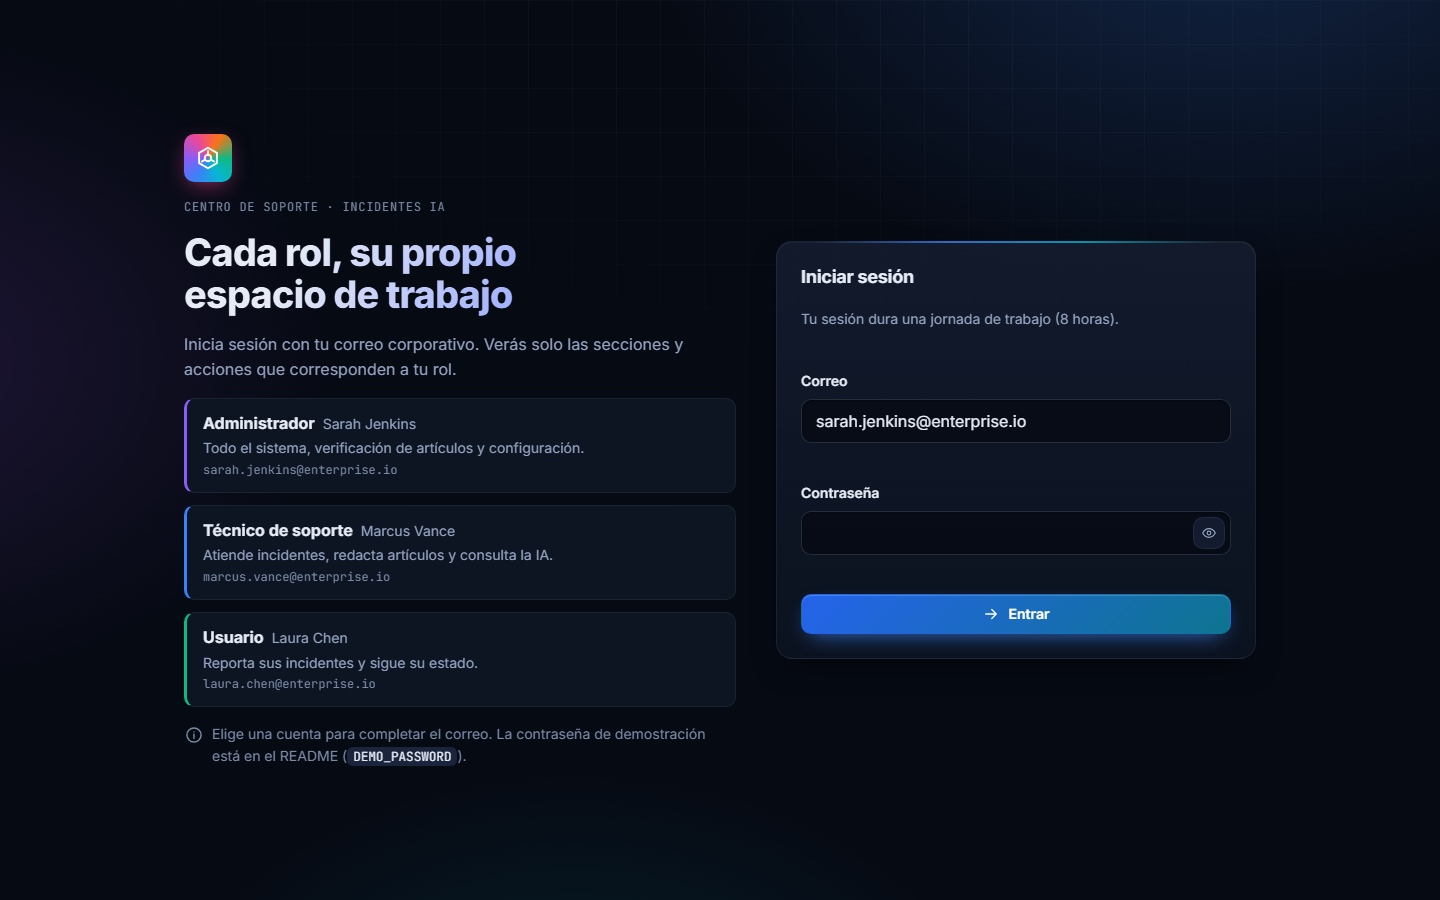 CENTRO DE SOPORTE · INCIDENTES IA
Cada rol, su propio
espacio de trabajo
Inicia sesión con tu correo corporativo. Verás solo las secciones y
acciones que corresponden a tu rol.
Administrador Sarah Jenkins
Todo el sistema, verificación de artículos y configuración.
sarah.jenkins@enterprise.io
Técnico de soporte Marcus Vance
Atiende incidentes, redacta artículos y consulta la IA.
marcus.vance@enterprise.io
Usuario Laura Chen
Reporta sus incidentes y sigue su estado.
laura.chen@enterprise.io
Elige una cuenta para completar el correo. La contraseña de demostración
está en el README (DEMO_PASSWORD).
Iniciar sesión
Tu sesión dura una jornada de trabajo (8 horas).
Correo
sarah.jenkins@enterprise.io
Contraseña
Entrar